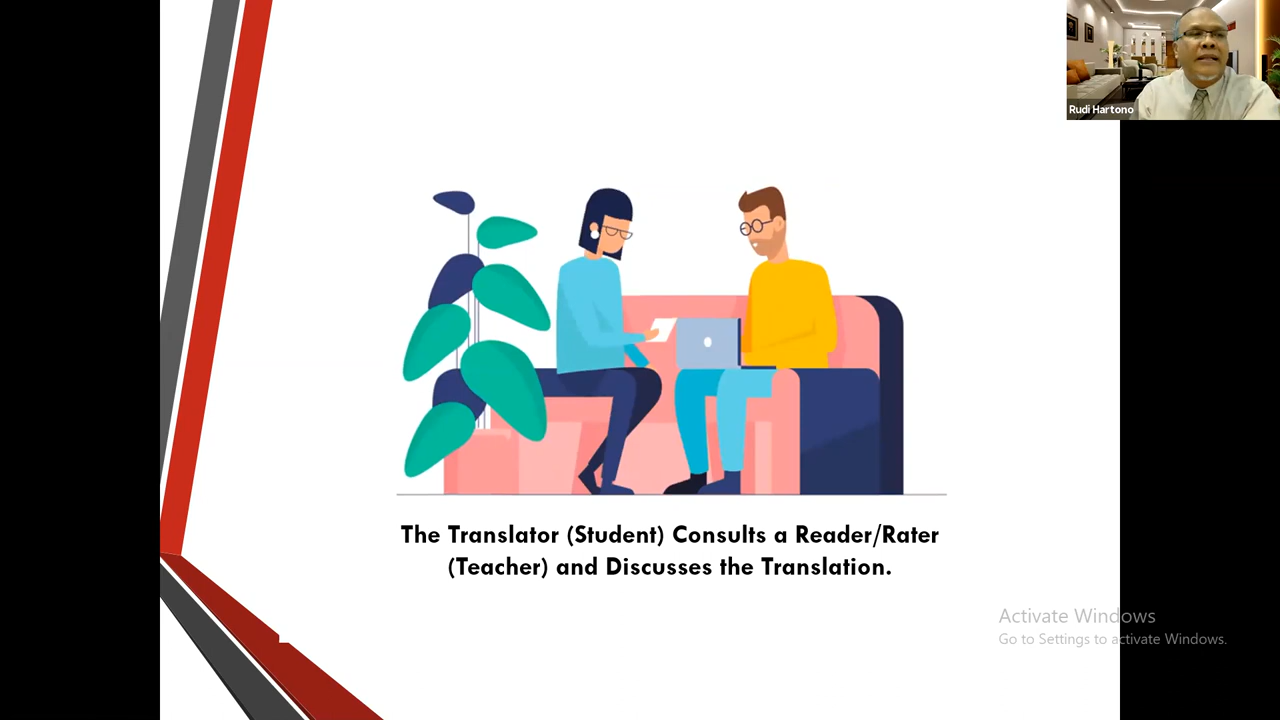 Rudi Hartono
The Translator (Student) Consults a Reader/Rater
(Teacher) and Discusses the Translation.
Activate Windows
Go to Settings to activate Windows.